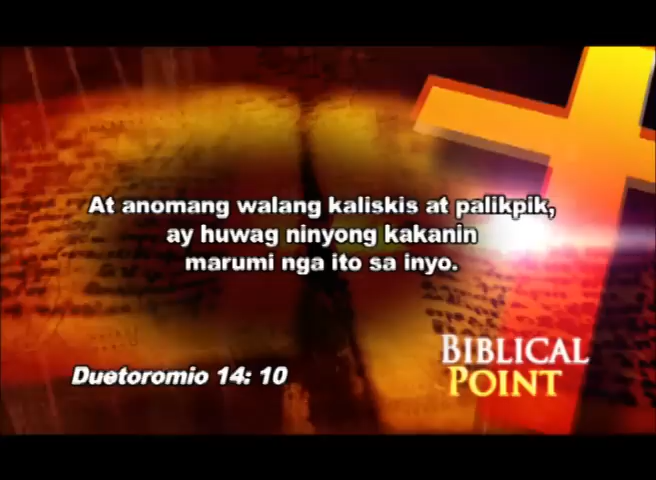 At anomang walang kaliskis at palikpik,
ay huwag ninyong kakanin
marumi nga ito sa inyo.
Duetoromio 14: 10
BIBLICAL
POINT